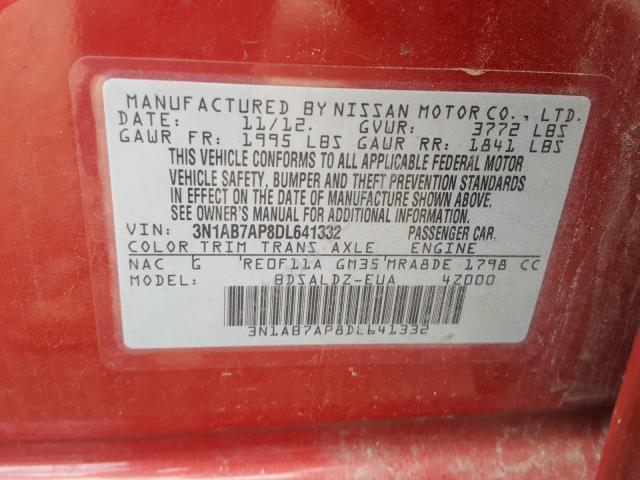 MANUFACTURED BY NISSAN MOTOR CO., LTD.
DATE: 11/12. GVWR: 3772 LBS
GAWR FR: 1995 LBS GAWR RR: 1841 LBS
THIS VEHICLE CONFORMS TO ALL APPLICABLE FEDERAL MOTOR
VEHICLE SAFETY, BUMPER AND THEFT PREVENTION STANDARDS
IN EFFECT ON THE DATE OF MANUFACTURE SHOWN ABOVE.
SEE OWNER'S MANUAL FOR ADDITIONAL INFORMATION
VIN: 3N1AB7AP8DL641332 PASSENGER CAR.
COLOR TRIM TRANS AXLE ENGINE
NAC G RE0F11A GM35 MRA8DE 1798 CC
MODEL: BDSALDZ-EUA 4Z000
3N1AB7AP8DL641332